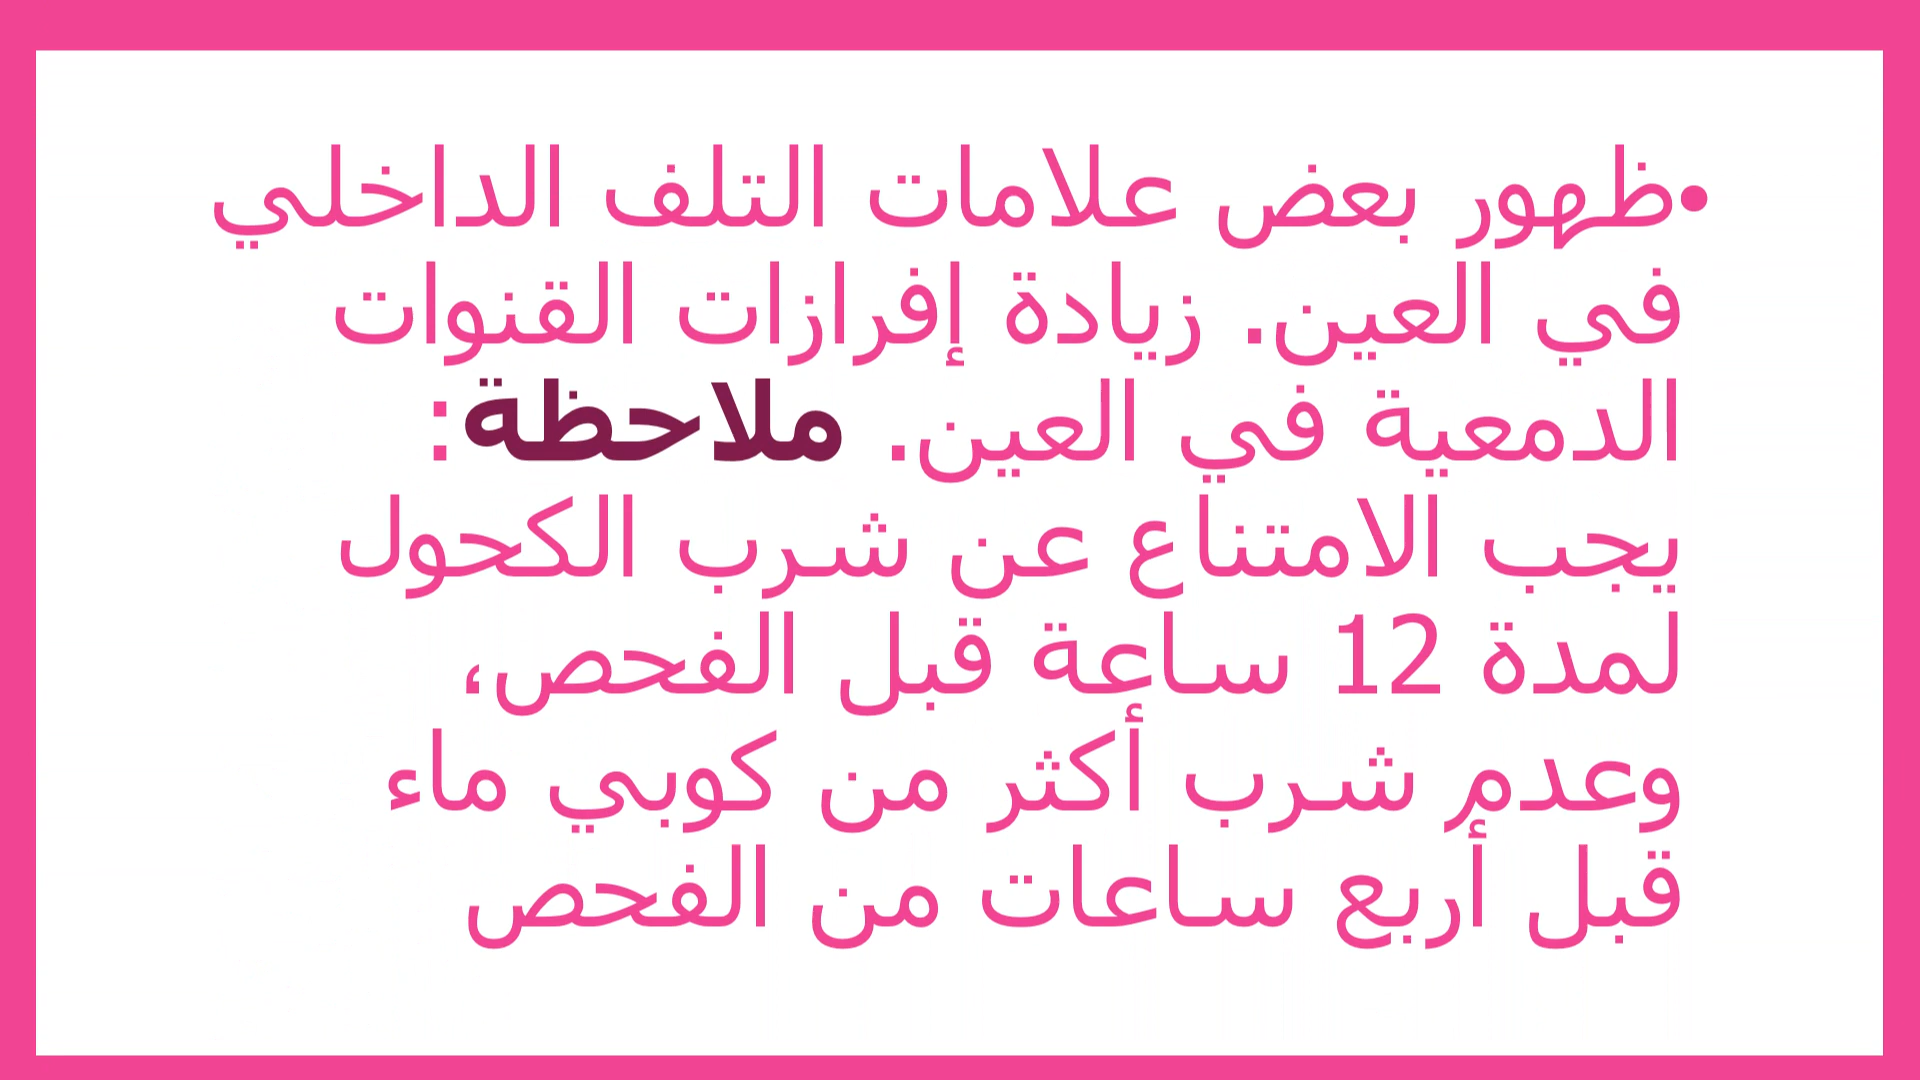 •ظهور بعض علامات التلف الداخلي
في العين. زيادة إفرازات القنوات
الدمعية في العين. ملاحظة:
يجب الامتناع عن شرب الكحول
لمدة 12 ساعة قبل الفحص،
وعدم شرب أكثر من كوبي ماء
قبل أربع ساعات من الفحص